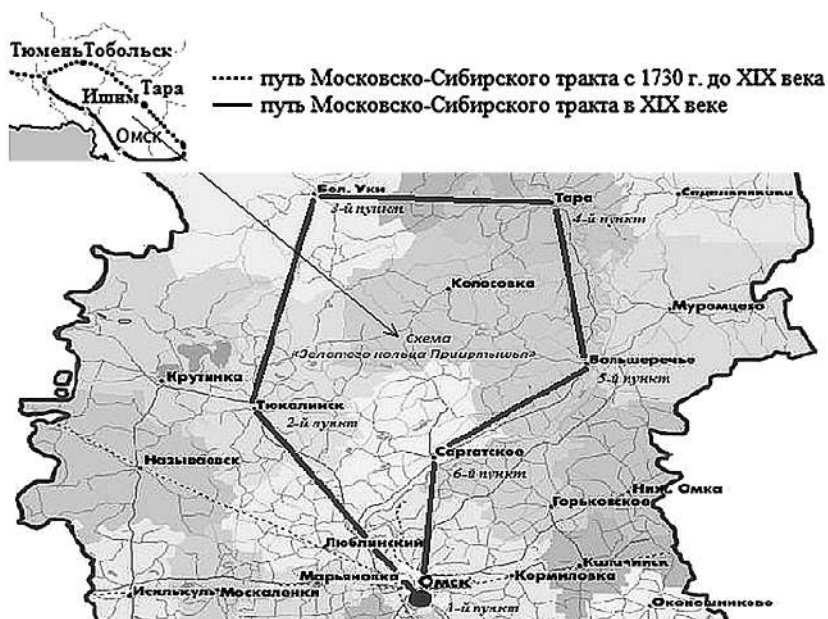 Тюмень Тобольск
Ишим Тара
Омск
путь Московско-Сибирского тракта с 1730 г. до XIX века
путь Московско-Сибирского тракта в XIX веке
Бол. Уки
3-й пункт
Тара
4-й пункт
Колосовка
Муромцево
Схема
«Золотого кольца Прииртышья»
Большеречье
5-й пункт
Крутинка
Тюкалинск
2-й пункт
Называевск
Саргатское
6-й пункт
Ниж. Омка
Горьковское
Любинский
Марьяновка
Омск
Кормиловка
Калачинск
Исилькуль
Москаленки
1-й пункт
Оконешниково